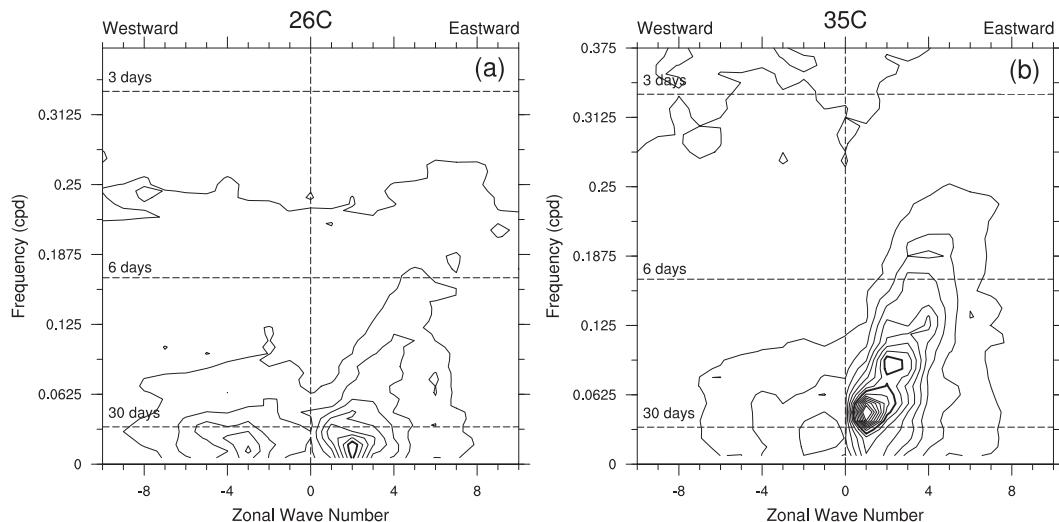 26C
Westward
Eastward
(a)
3 days
6 days
30 days
0.3125
0.25
0.1875
0.125
0.0625
0
Frequency (cpd)
-8
-4
0
4
8
Zonal Wave Number
35C
Westward
Eastward
(b)
3 days
6 days
30 days
0.375
0.3125
0.25
0.1875
0.125
0.0625
0
Frequency (cpd)
-8
-4
0
4
8
Zonal Wave Number